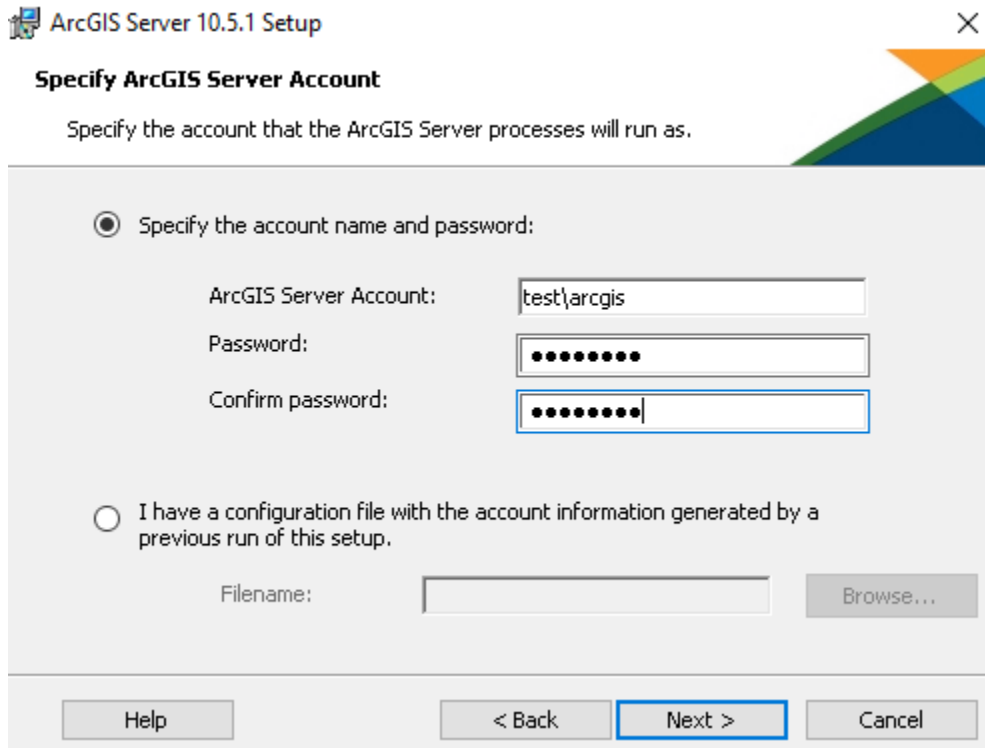 ArcGIS Server 10.5.1 Setup
Specify ArcGIS Server Account
Specify the account that the ArcGIS Server processes will run as.
Specify the account name and password:
ArcGIS Server Account: test\arcgis
Password: ●●●●●●●●
Confirm password: ●●●●●●●●
I have a configuration file with the account information generated by a
previous run of this setup.
Filename: Browse...
Help < Back Next > Cancel